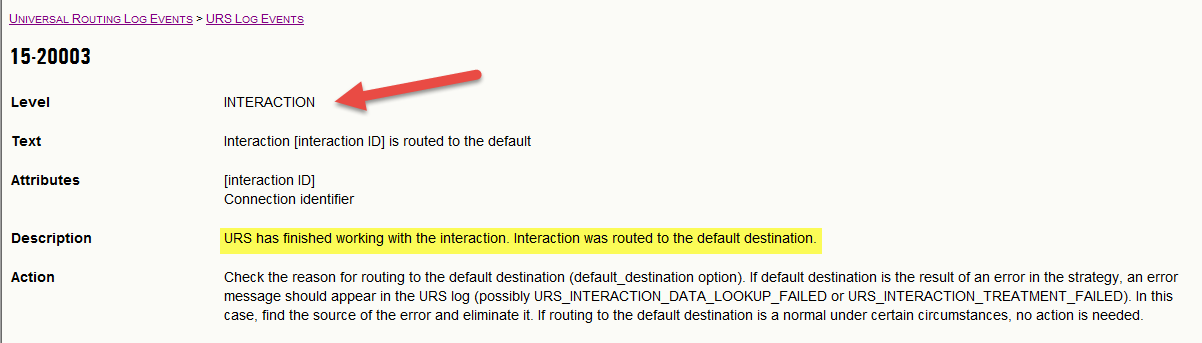 UNIVERSAL ROUTING LOG EVENTS > URS LOG EVENTS
15-20003
Level INTERACTION
Text Interaction [interaction ID] is routed to the default
Attributes [interaction ID]
Connection identifier
Description URS has finished working with the interaction. Interaction was routed to the default destination.
Action Check the reason for routing to the default destination (default_destination option). If default destination is the result of an error in the strategy, an error
message should appear in the URS log (possibly URS_INTERACTION_DATA_LOOKUP_FAILED or URS_INTERACTION_TREATMENT_FAILED). In this
case, find the source of the error and eliminate it. If routing to the default destination is a normal under certain circumstances, no action is needed.